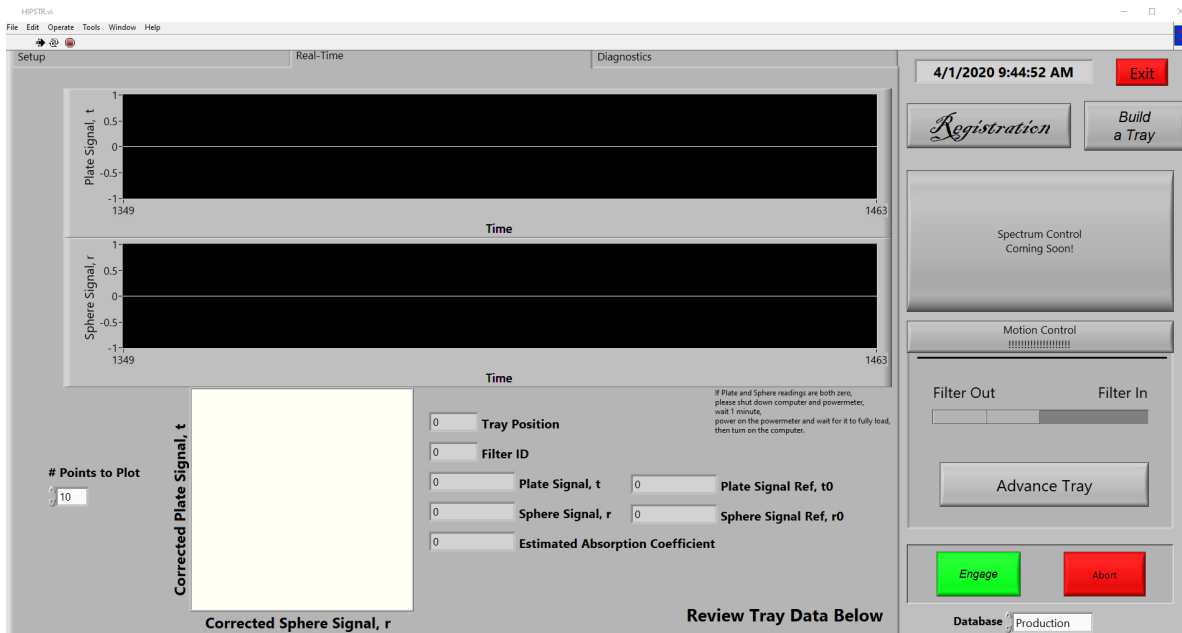 HIPSTR.vi
File Edit Operate Tools Window Help
Setup
Real-Time
Diagnostics
4/1/2020 9:44:52 AM
Exit
Registration
Build
a Tray
Plate Signal, t
1
0.5
0
-0.5
-1
1349
1463
Time
Sphere Signal, r
1
0.5
0
-0.5
-1
1349
1463
Time
Spectrum Control
Coming Soon!
Motion Control
!!!!!!!!!!!!!!!!!!!!
Filter Out
Filter In
Advance Tray
Engage
Abort
Database
Production
# Points to Plot
10
Corrected Plate Signal, t
Corrected Sphere Signal, r
0 Tray Position
0 Filter ID
0 Plate Signal, t
0 Plate Signal Ref, t0
0 Sphere Signal, r
0 Sphere Signal Ref, r0
0 Estimated Absorption Coefficient
If Plate and Sphere readings are both zero,
please shut down computer and powermeter,
wait 1 minute,
power on the powermeter and wait for it to fully load,
then turn on the computer.
Review Tray Data Below